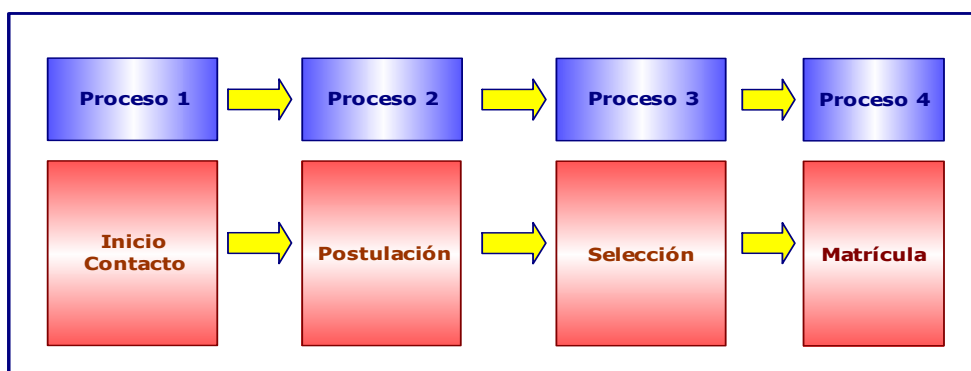 Proceso 1
Proceso 2
Proceso 3
Proceso 4
Inicio
Contacto
Postulación
Selección
Matrícula